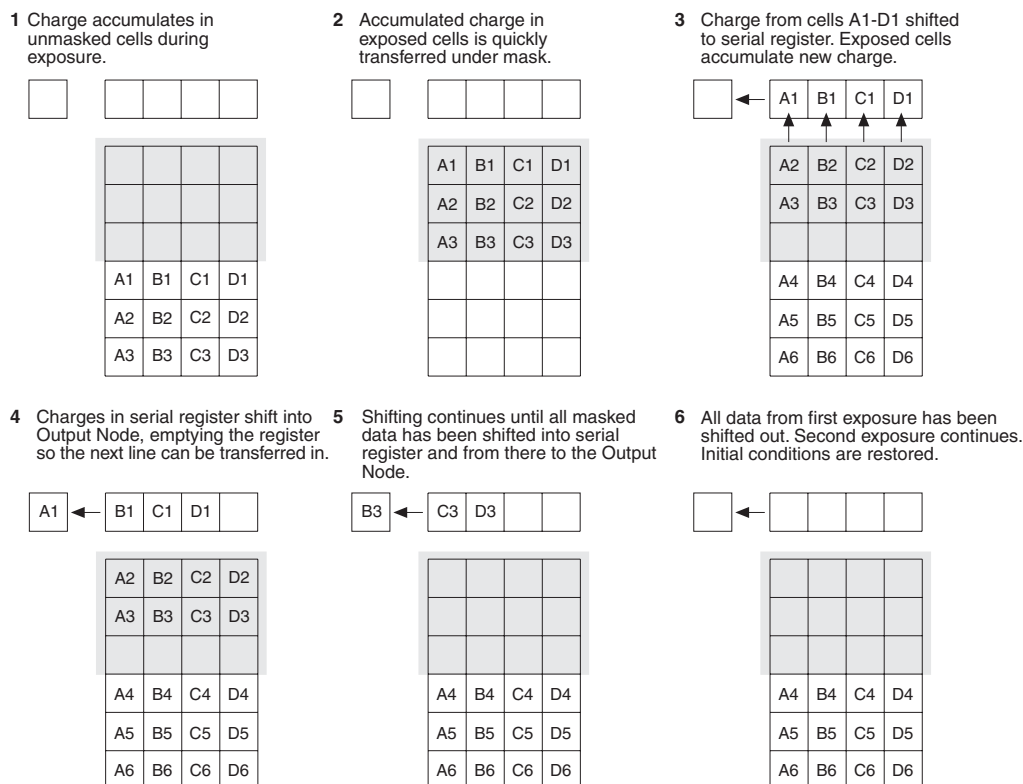 1 Charge accumulates in
unmasked cells during
exposure.
A1 B1 C1 D1
A2 B2 C2 D2
A3 B3 C3 D3
2 Accumulated charge in
exposed cells is quickly
transferred under mask.
A1 B1 C1 D1
A2 B2 C2 D2
A3 B3 C3 D3
3 Charge from cells A1-D1 shifted
to serial register. Exposed cells
accumulate new charge.
A1 B1 C1 D1
A2 B2 C2 D2
A3 B3 C3 D3
A4 B4 C4 D4
A5 B5 C5 D5
A6 B6 C6 D6
4 Charges in serial register shift into
Output Node, emptying the register
so the next line can be transferred in.
A1 B1 C1 D1
A2 B2 C2 D2
A3 B3 C3 D3
A4 B4 C4 D4
A5 B5 C5 D5
A6 B6 C6 D6
5 Shifting continues until all masked
data has been shifted into serial
register and from there to the Output
Node.
B3 C3 D3
A4 B4 C4 D4
A5 B5 C5 D5
A6 B6 C6 D6
6 All data from first exposure has been
shifted out. Second exposure continues.
Initial conditions are restored.
A4 B4 C4 D4
A5 B5 C5 D5
A6 B6 C6 D6